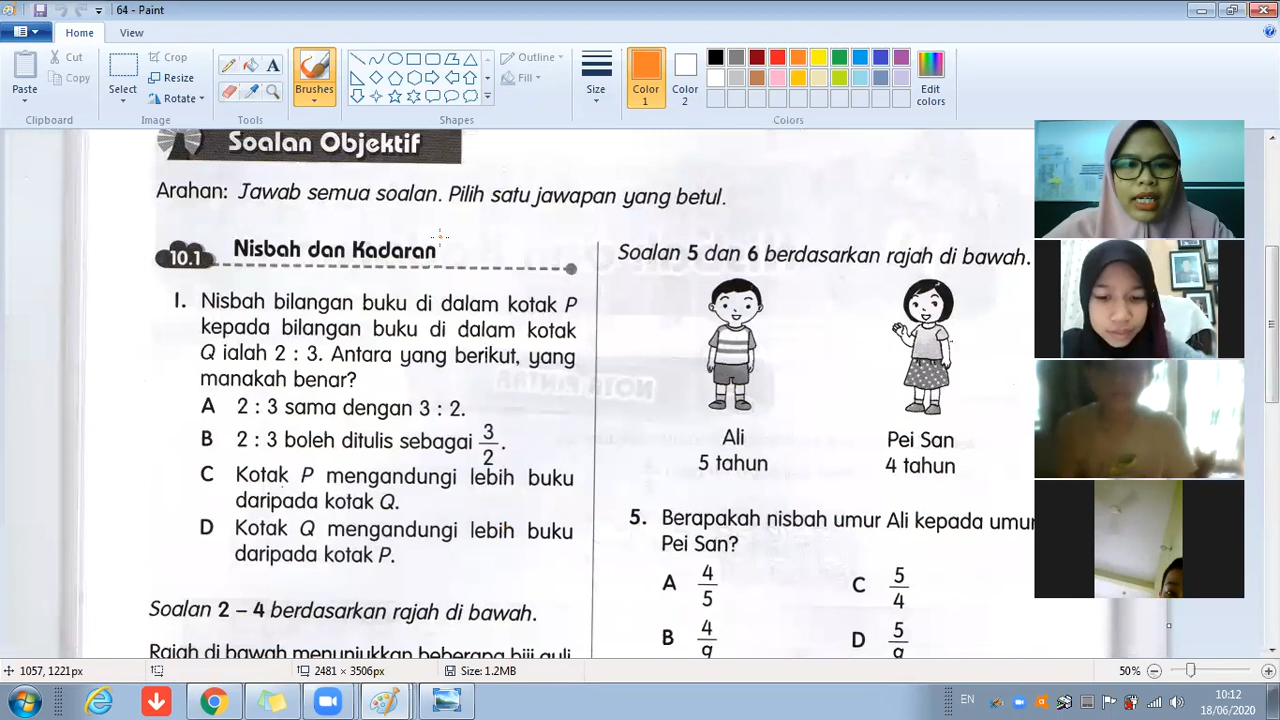 64 - Paint
Home
View
Paste
Cut
Copy
Clipboard
Select
Crop
Resize
Rotate
Image
Tools
Brushes
Shapes
Outline
Fill
Size
Color 1
Color 2
Edit colors
Colors
Soalan Objektif
Arahan: Jawab semua soalan. Pilih satu jawapan yang betul.
10.1 Nisbah dan Kadaran
1. Nisbah bilangan buku di dalam kotak P
kepada bilangan buku di dalam kotak
Q ialah 2 : 3. Antara yang berikut, yang
manakah benar?
A 2 : 3 sama dengan 3 : 2.
B 2 : 3 boleh ditulis sebagai 3/2.
C Kotak P mengandungi lebih buku
daripada kotak Q.
D Kotak Q mengandungi lebih buku
daripada kotak P.
Soalan 2 – 4 berdasarkan rajah di bawah.
Rajah di bawah menunjukkan beberapa biji guli
Soalan 5 dan 6 berdasarkan rajah di bawah.
Ali
5 tahun
Pei San
4 tahun
5. Berapakah nisbah umur Ali kepada umur
Pei San?
A 4/5
C 5/4
B 4/9
D 5/9
1057, 1221px
2481 × 3506px
Size: 1.2MB
50%
EN
10:12
18/06/2020